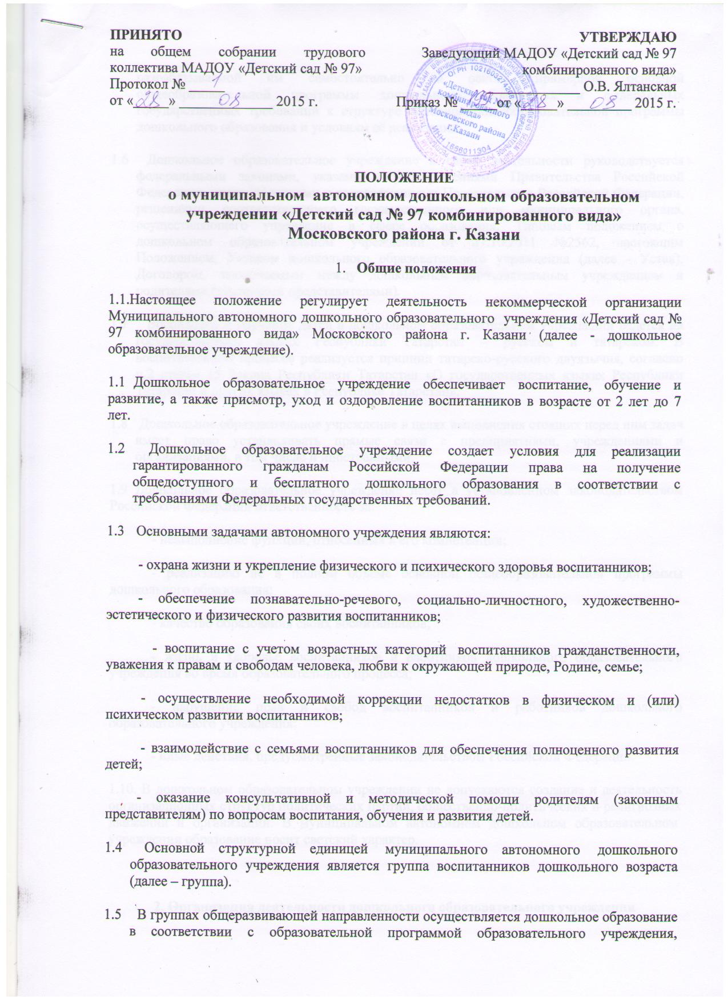 ПРИНЯТО
на общем собрании трудового
коллектива МАДОУ «Детский сад № 97»
Протокол № 1
от « 28 » 08 2015 г.
УТВЕРЖДАЮ
Заведующий МАДОУ «Детский сад № 97
комбинированного вида»
О.В. Ялтанская
Приказ № от « » 08 2015 г.
ОГРН
«Детский сад
комбинированного
вида»
Московского района
г.Казани
ИНН 1656011304
ПОЛОЖЕНИЕ
о муниципальном автономном дошкольном образовательном
учреждении «Детский сад № 97 комбинированного вида»
Московского района г. Казани
1. Общие положения
1.1.Настоящее положение регулирует деятельность некоммерческой организации
Муниципального автономного дошкольного образовательного учреждения «Детский сад №
97 комбинированного вида» Московского района г. Казани (далее - дошкольное
образовательное учреждение).
1.1 Дошкольное образовательное учреждение обеспечивает воспитание, обучение и
развитие, а также присмотр, уход и оздоровление воспитанников в возрасте от 2 лет до 7
лет.
1.2 Дошкольное образовательное учреждение создает условия для реализации
гарантированного гражданам Российской Федерации права на получение
общедоступного и бесплатного дошкольного образования в соответствии с
требованиями Федеральных государственных требований.
1.3 Основными задачами автономного учреждения являются:
- охрана жизни и укрепление физического и психического здоровья воспитанников;
- обеспечение познавательно-речевого, социально-личностного, художественно-
эстетического и физического развития воспитанников;
- воспитание с учетом возрастных категорий воспитанников гражданственности,
уважения к правам и свободам человека, любви к окружающей природе, Родине, семье;
- осуществление необходимой коррекции недостатков в физическом и (или)
психическом развитии воспитанников;
- взаимодействие с семьями воспитанников для обеспечения полноценного развития
детей;
- оказание консультативной и методической помощи родителям (законным
представителям) по вопросам воспитания, обучения и развития детей.
1.4 Основной структурной единицей муниципального автономного дошкольного
образовательного учреждения является группа воспитанников дошкольного возраста
(далее – группа).
1.5 В группах общеразвивающей направленности осуществляется дошкольное образование
в соответствии с образовательной программой образовательного учреждения,